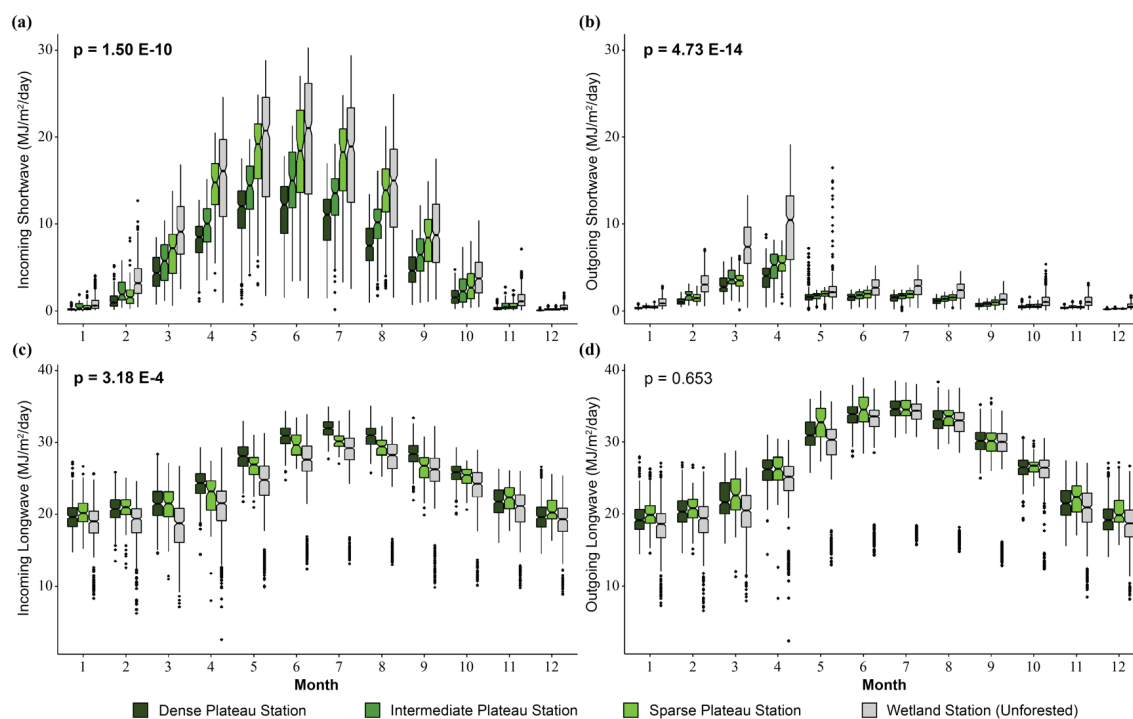 (a)
p = 1.50 E-10
Incoming Shortwave (MJ/m²/day)
30
20
10
0
1 2 3 4 5 6 7 8 9 10 11 12
(b)
p = 4.73 E-14
Outgoing Shortwave (MJ/m²/day)
30
20
10
0
1 2 3 4 5 6 7 8 9 10 11 12
(c)
p = 3.18 E-4
Incoming Longwave (MJ/m²/day)
40
30
20
10
1 2 3 4 5 6 7 8 9 10 11 12
Month
(d)
p = 0.653
Outgoing Longwave (MJ/m²/day)
40
30
20
10
1 2 3 4 5 6 7 8 9 10 11 12
Month
Dense Plateau Station Intermediate Plateau Station Sparse Plateau Station Wetland Station (Unforested)